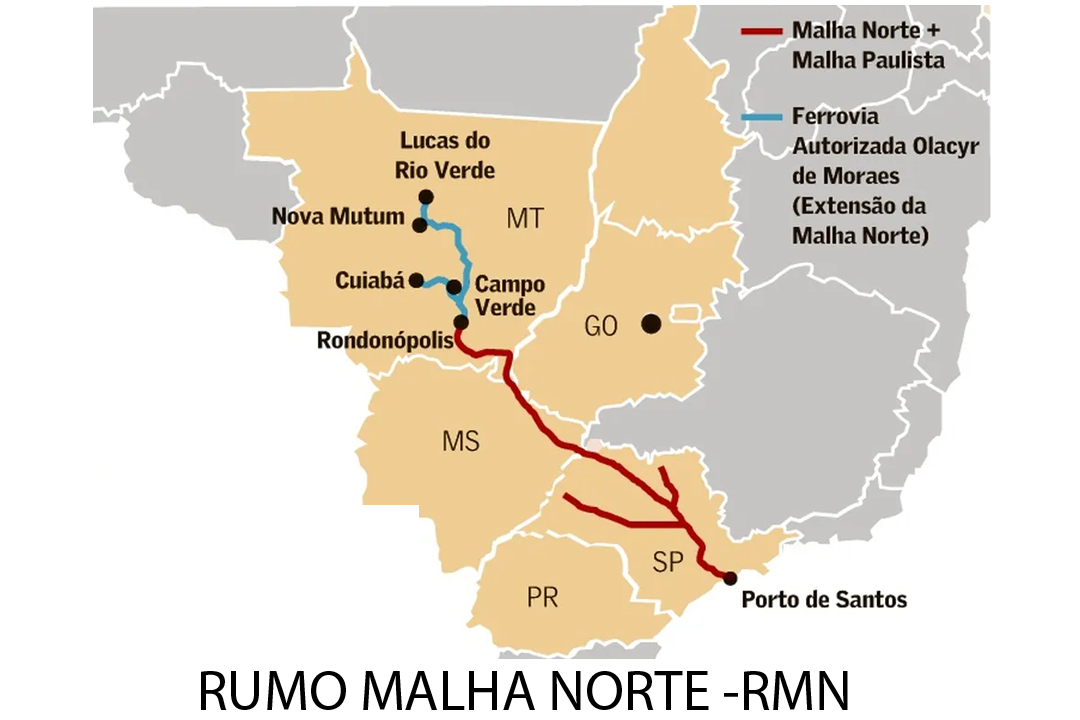 Malha Norte +
Malha Paulista
Ferrovia
Autorizada Olacyr
de Moraes
(Extensão da
Malha Norte)
Lucas do
Rio Verde
Nova Mutum
MT
Cuiabá
Campo
Verde
Rondonópolis
GO
MS
SP
PR
Porto de Santos
RUMO MALHA NORTE -RMN